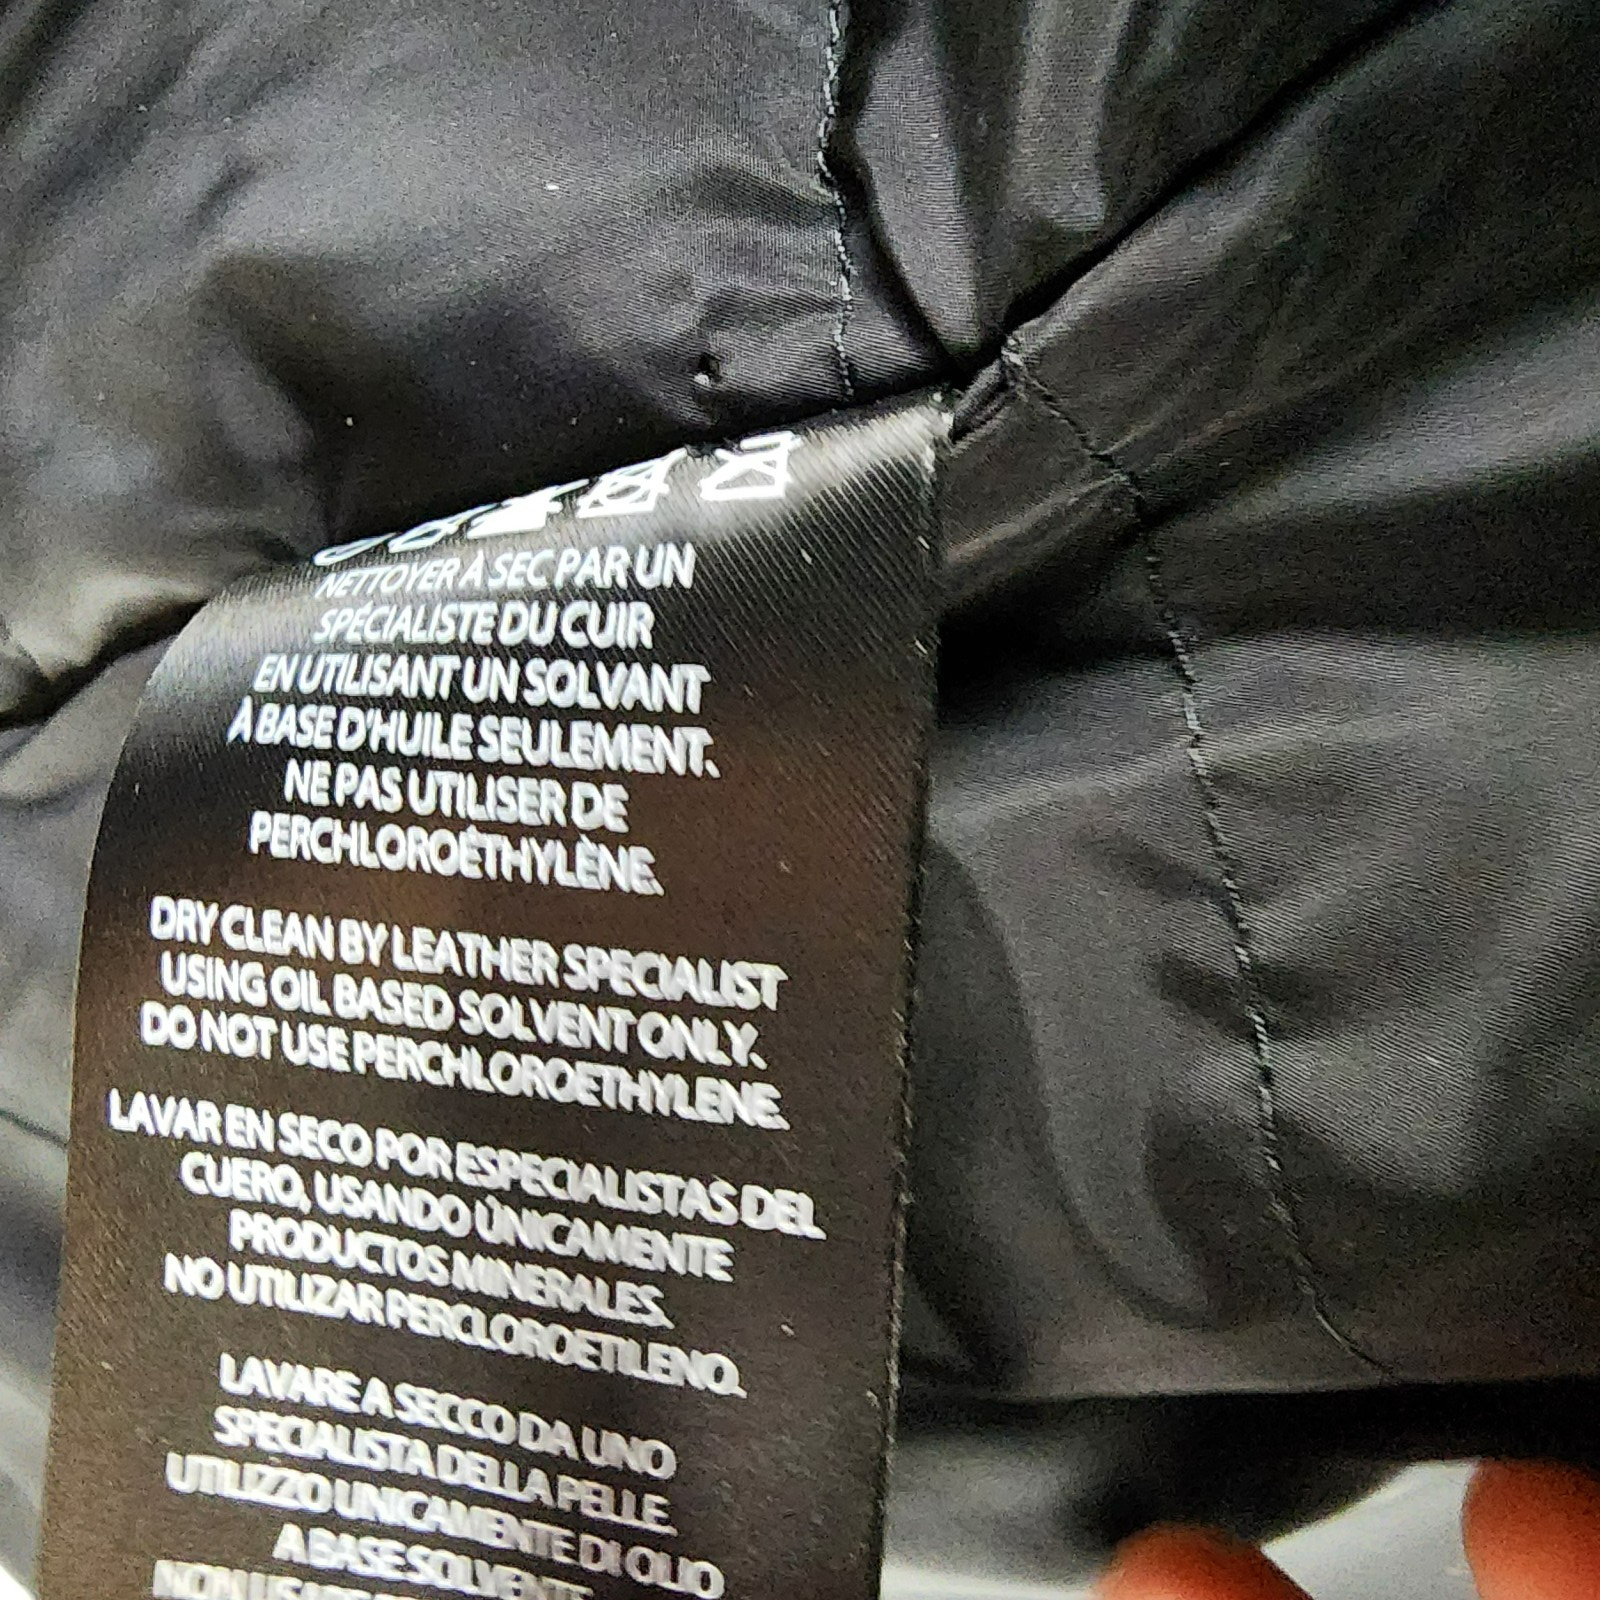 NETTOYER À SEC PAR UN
SPÉCIALISTE DU CUIR
EN UTILISANT UN SOLVANT
À BASE D'HUILE SEULEMENT.
NE PAS UTILISER DE
PERCHLOROÉTHYLÈNE.
DRY CLEAN BY LEATHER SPECIALIST
USING OIL BASED SOLVENT ONLY.
DO NOT USE PERCHLOROETHYLENE.
LAVAR EN SECO POR ESPECIALISTAS DEL
CUERO, USANDO ÚNICAMENTE
PRODUCTOS MINERALES.
NO UTILIZAR PERCLOROETILENO.
LAVARE A SECCO DA UNO
SPECIALISTA DELLA PELLE.
UTILIZZO UNICAMENTE DI OLIO
A BASE SOLVENTE
NON USARE